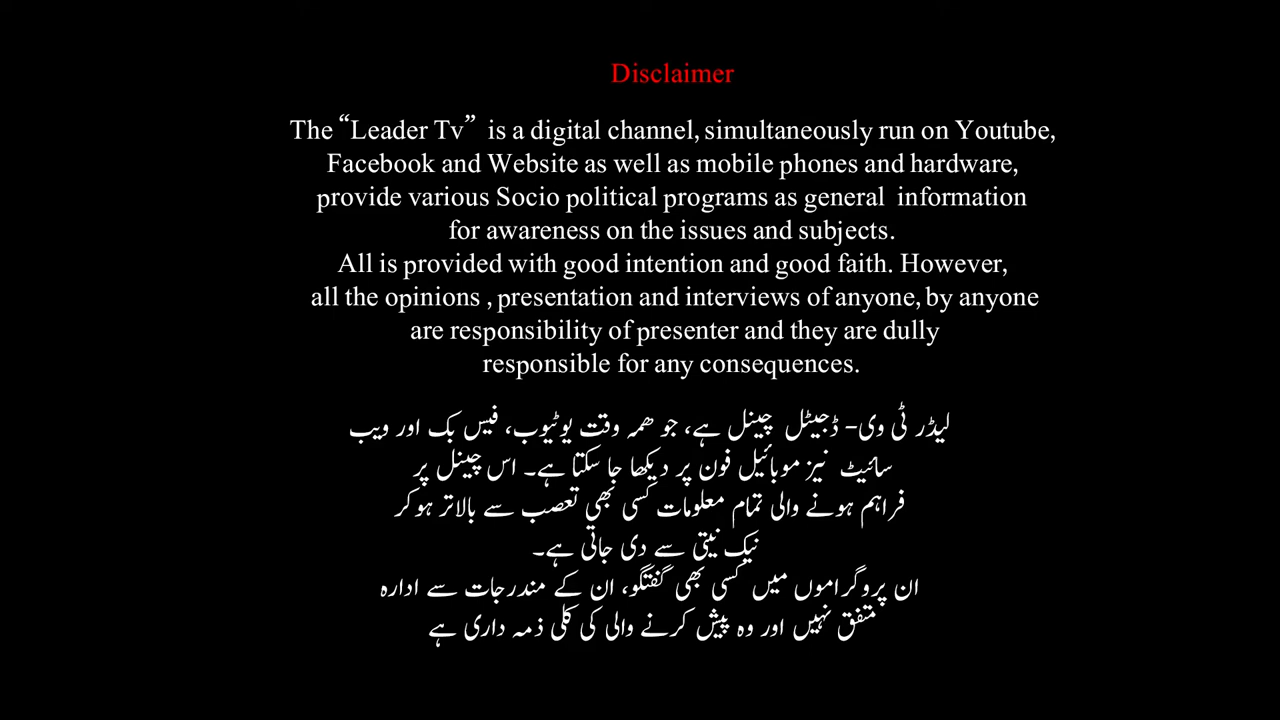 Disclaimer
The “Leader Tv” is a digital channel, simultaneously run on Youtube,
Facebook and Website as well as mobile phones and hardware,
provide various Socio political programs as general information
for awareness on the issues and subjects.
All is provided with good intention and good faith. However,
all the opinions , presentation and interviews of anyone, by anyone
are responsibility of presenter and they are dully
responsible for any consequences.
لیڈر ٹی وی- ڈجیٹل چینل ہے، جو ھمہ وقت یوٹیوب، فیس بک اور ویب
سائیٹ نیز موبائیل فون پر دیکھا جا سکتا ہے۔ اس چینل پر
فراہم ہونے والی تمام معلومات کسی بھی تعصب سے بالاتر ہوکر
نیک نیتی سے دی جاتی ہے۔
ان پروگراموں میں کسی بھی گفتگو، ان کے مندرجات سے ادارہ
متفق نہیں اور وہ پیش کرنے والی کی کلی ذمہ داری ہے